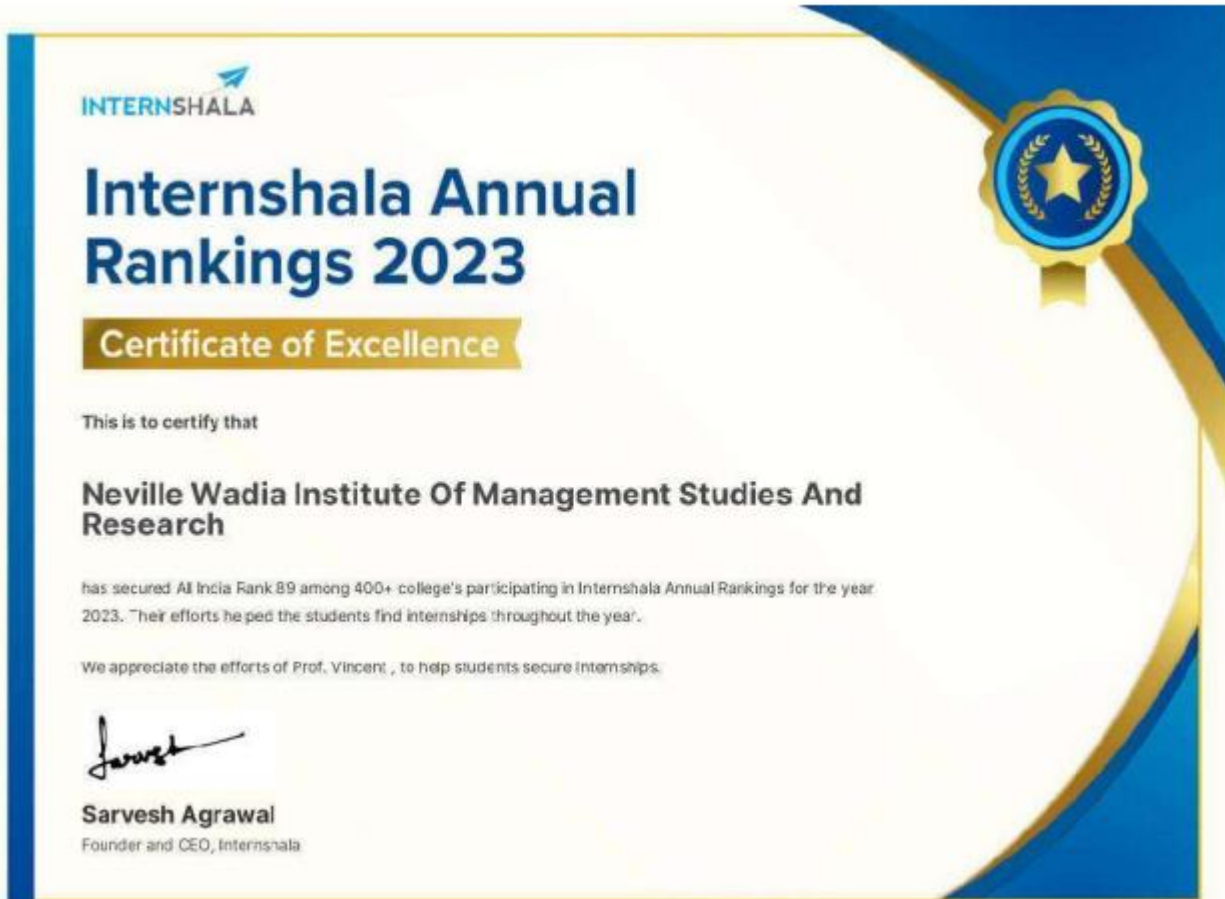 INTERNSHALA
Internshala Annual
Rankings 2023
Certificate of Excellence
This is to certify that
Neville Wadia Institute Of Management Studies And
Research
has secured All India Rank 89 among 400+ college's participating in Internshala Annual Rankings for the year
2023. Their efforts helped the students find internships throughout the year.
We appreciate the efforts of Prof. Vincent , to help students secure internships.
Sarvesh
Sarvesh Agrawal
Founder and CEO, Internshala